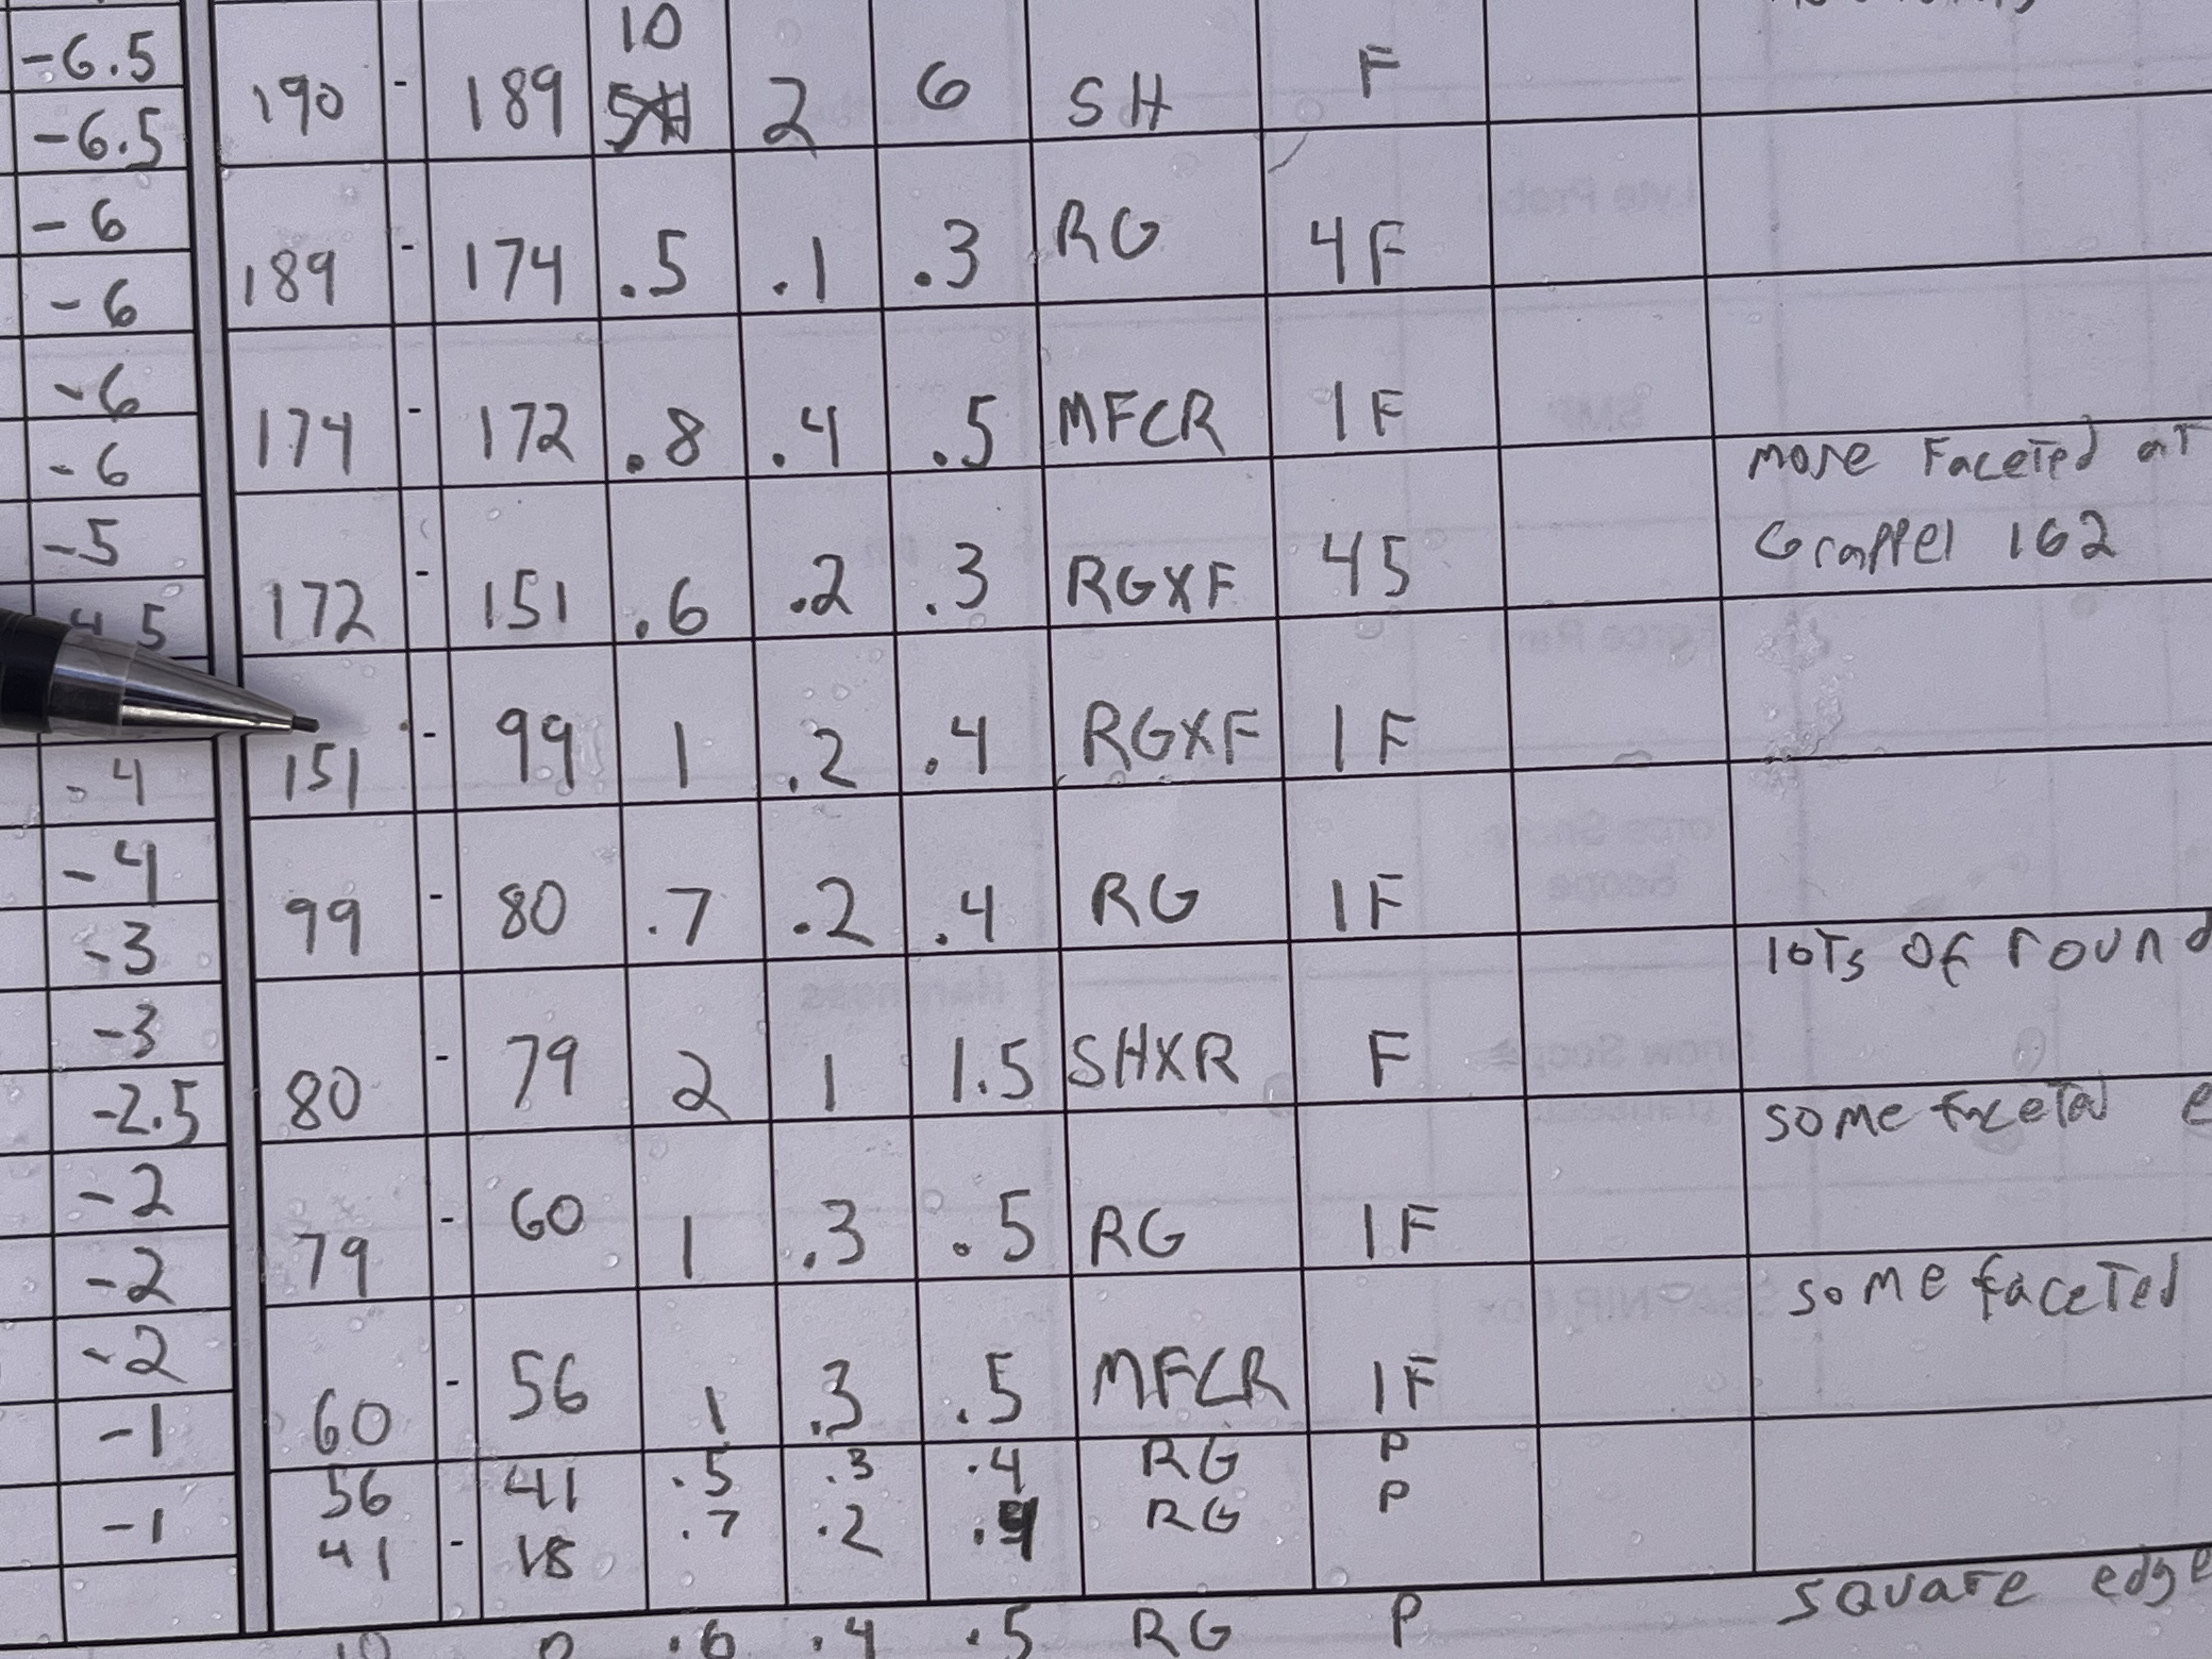 -6.5
-6.5 190 - 189 10 2 6 SH F
-6
-6 189 - 174 .5 .1 .3 RG 4F
-6
-6 174 - 172 .8 .4 .5 MFCR 1F
more faceted at
-5
4.5 172 - 151 .6 .2 .3 RGXF 45 Grappel 162
-4 151 - 99 1 .2 .4 RGXF 1F
-4
-3 99 - 80 .7 .2 .4 RG 1F
lots of round
-3
-2.5 80 - 79 2 1 1.5 SHXR F
some facetd
-2
-2 79 - 60 1 .3 .5 RG 1F
some faceted
-2
-1 60 - 56 1 .3 .5 MFCR 1F
56 - 41 .5 .3 .4 RG P
-1 41 18 .7 .2 .4 RG P
.6 .4 .5 RG P square edge